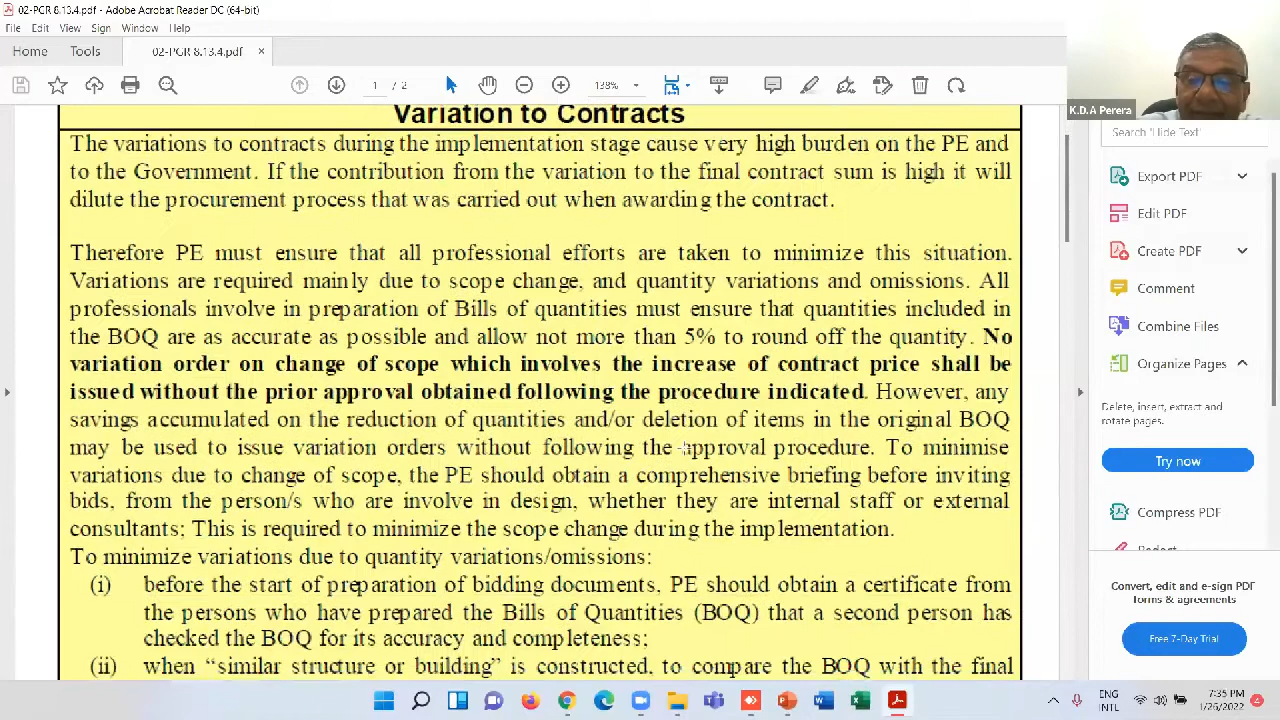 02-PGR 8.13.4.pdf - Adobe Acrobat Reader DC (64-bit)
File Edit View Sign Window Help
Home Tools 02-PGR 8.13.4.pdf ×
1 / 2 138%
K.D.A Perera
Variation to Contracts
The variations to contracts during the implementation stage cause very high burden on the PE and
to the Government. If the contribution from the variation to the final contract sum is high it will
dilute the procurement process that was carried out when awarding the contract.
Therefore PE must ensure that all professional efforts are taken to minimize this situation.
Variations are required mainly due to scope change, and quantity variations and omissions. All
professionals involve in preparation of Bills of quantities must ensure that quantities included in
the BOQ are as accurate as possible and allow not more than 5% to round off the quantity. No
variation order on change of scope which involves the increase of contract price shall be
issued without the prior approval obtained following the procedure indicated. However, any
savings accumulated on the reduction of quantities and/or deletion of items in the original BOQ
may be used to issue variation orders without following the approval procedure. To minimise
variations due to change of scope, the PE should obtain a comprehensive briefing before inviting
bids, from the person/s who are involve in design, whether they are internal staff or external
consultants; This is required to minimize the scope change during the implementation.
To minimize variations due to quantity variations/omissions:
(i) before the start of preparation of bidding documents, PE should obtain a certificate from
the persons who have prepared the Bills of Quantities (BOQ) that a second person has
checked the BOQ for its accuracy and completeness;
(ii) when “similar structure or building” is constructed, to compare the BOQ with the final
Search 'Hide Text'
Export PDF
Edit PDF
Create PDF
Comment
Combine Files
Organize Pages
Delete, insert, extract and
rotate pages.
Try now
Compress PDF
Redact
Convert, edit and e-sign PDF
forms & agreements
Free 7-Day Trial
ENG
INTL
7:35 PM
1/26/2022
4